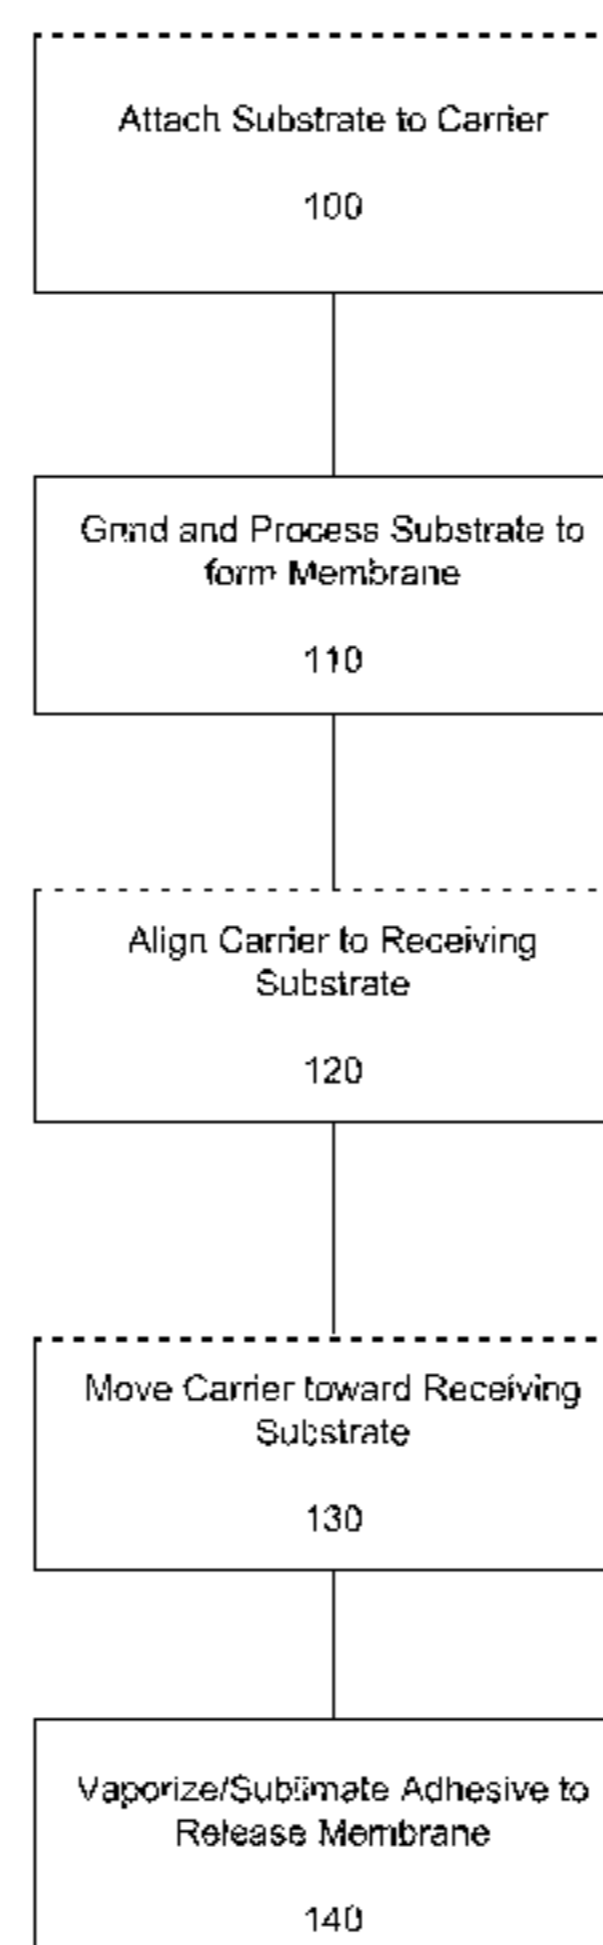 Attach Substrate to Carrier
100
Grind and Process Substrate to
form Membrane
110
Align Carrier to Receiving
Substrate
120
Move Carrier toward Receiving
Substrate
130
Vaporize/Sublimate Adhesive to
Release Membrane
140